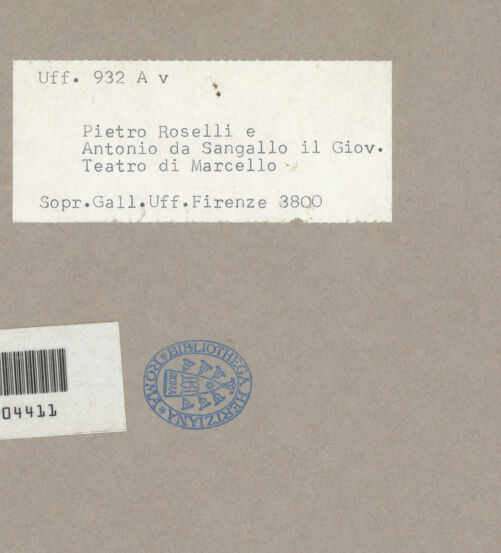 Uff. 932 A v
Pietro Roselli e
Antonio da Sangallo il Giov.
Teatro di Marcello
Sopr.Gall.Uff.Firenze 3800
04411
BIBLIOTHECA HERTZIANA * ROMA *